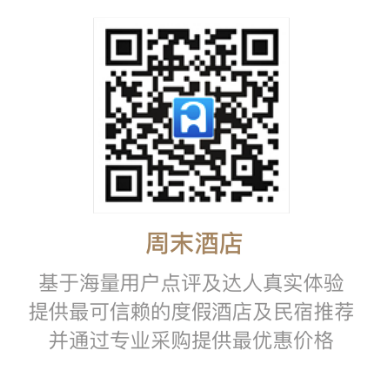 周末酒店
基于海量用户点评及达人真实体验
提供最可信赖的度假酒店及民宿推荐
并通过专业采购提供最优惠价格